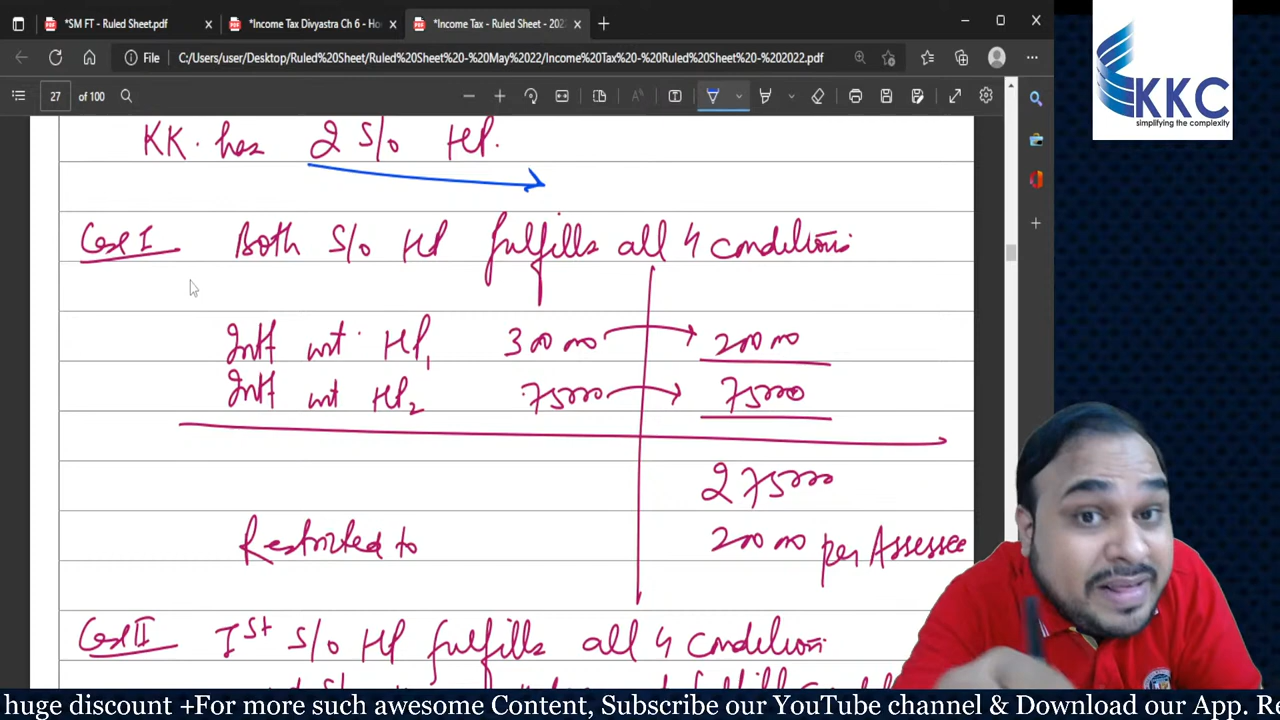 *SM FT - Ruled Sheet.pdf
*Income Tax Divyastra Ch 6 - Ho
*Income Tax - Ruled Sheet - 202
File C:/Users/user/Desktop/Ruled%20Sheet/Ruled%20Sheet%20-%20May%2022/Income%20Tax%20-%20Ruled%20Sheet%20-%202022.pdf
27 of 100
KKC
simplifying the complexity
KK. has 2 S/o HP.
Case I Both S/o HP fulfills all 4 conditions
Intt wrt HP1 300000 200000
Intt wrt HP2 75000 75000
275000
Restricted to 200000 per Assessee
Case II Ist S/o HP fulfills all 4 condition
huge discount +For more such awesome Content, Subscribe our YouTube channel & Download our App. Re